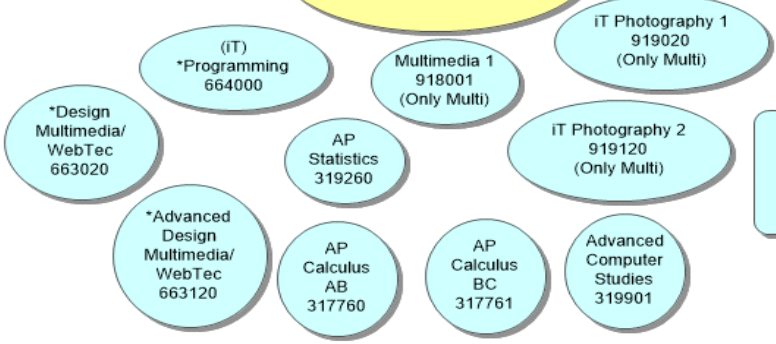 iT Photography 1
919020
(Only Multi)
(iT)
*Programming
664000
Multimedia 1
918001
(Only Multi)
*Design
Multimedia/
WebTec
663020
AP
Statistics
319260
iT Photography 2
919120
(Only Multi)
*Advanced
Design
Multimedia/
WebTec
663120
AP
Calculus
AB
317760
AP
Calculus
BC
317761
Advanced
Computer
Studies
319901